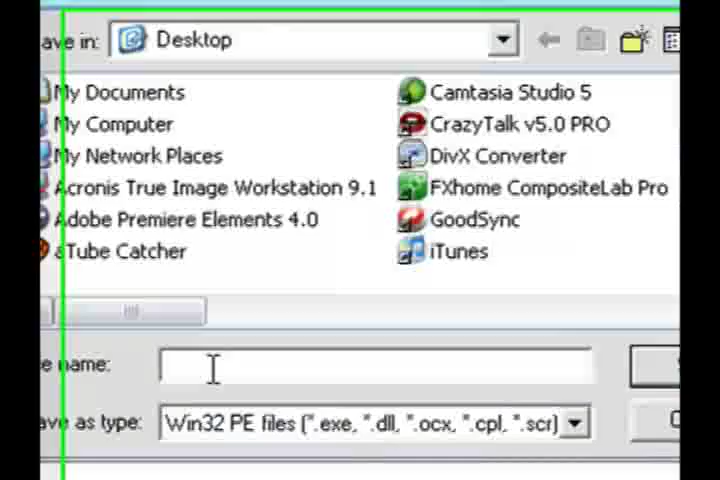 ave in: Desktop
My Documents
My Computer
My Network Places
Acronis True Image Workstation 9.1
Adobe Premiere Elements 4.0
aTube Catcher
Camtasia Studio 5
CrazyTalk v5.0 PRO
DivX Converter
FXhome CompositeLab Pro
GoodSync
iTunes
e name:
ave as type: Win32 PE files (*.exe, *.dll, *.ocx, *.cpl, *.scr)